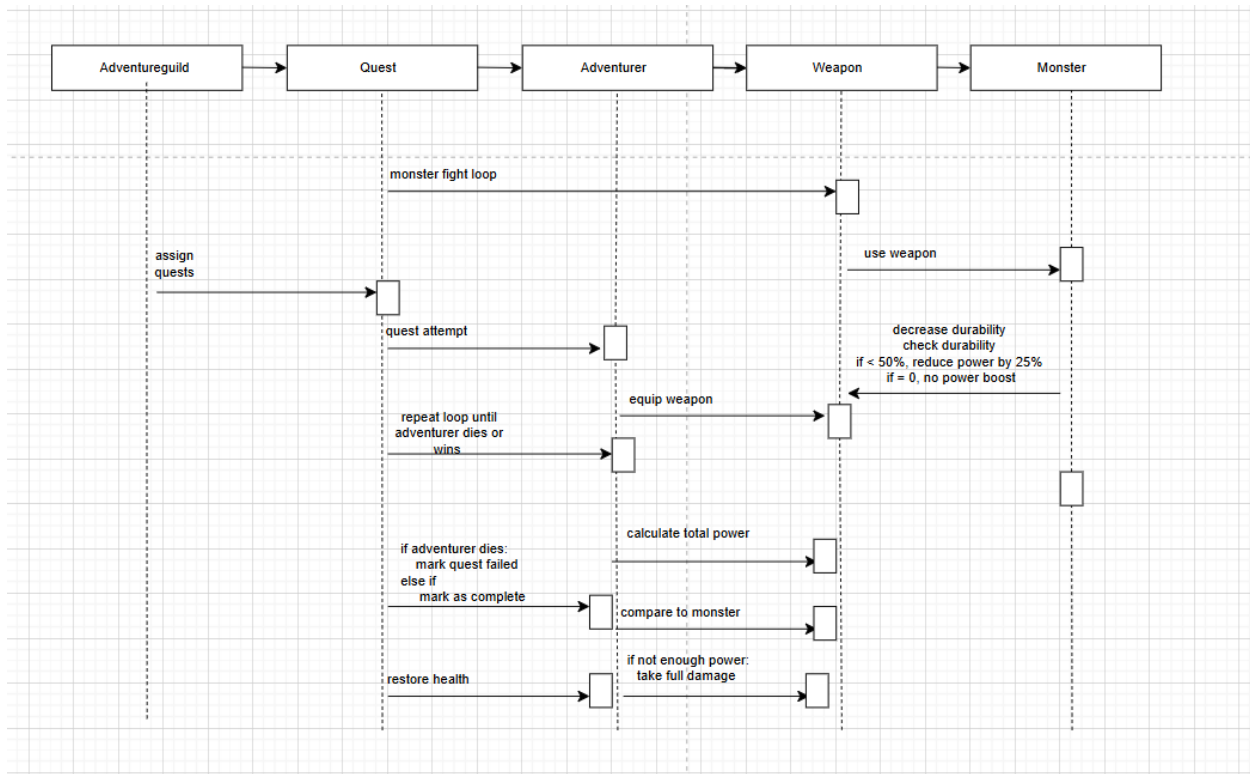 Adventureguild
Quest
Adventurer
Weapon
Monster
monster fight loop
assign
quests
use weapon
quest attempt
decrease durability
check durability
if < 50%, reduce power by 25%
if = 0, no power boost
equip weapon
repeat loop until
adventurer dies or
wins
calculate total power
if adventurer dies:
mark quest failed
else if
mark as complete
compare to monster
if not enough power:
take full damage
restore health